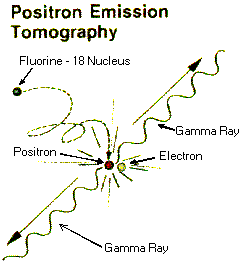 Positron Emission
Tomography
Fluorine - 18 Nucleus
Gamma Ray
Positron
Electron
Gamma Ray